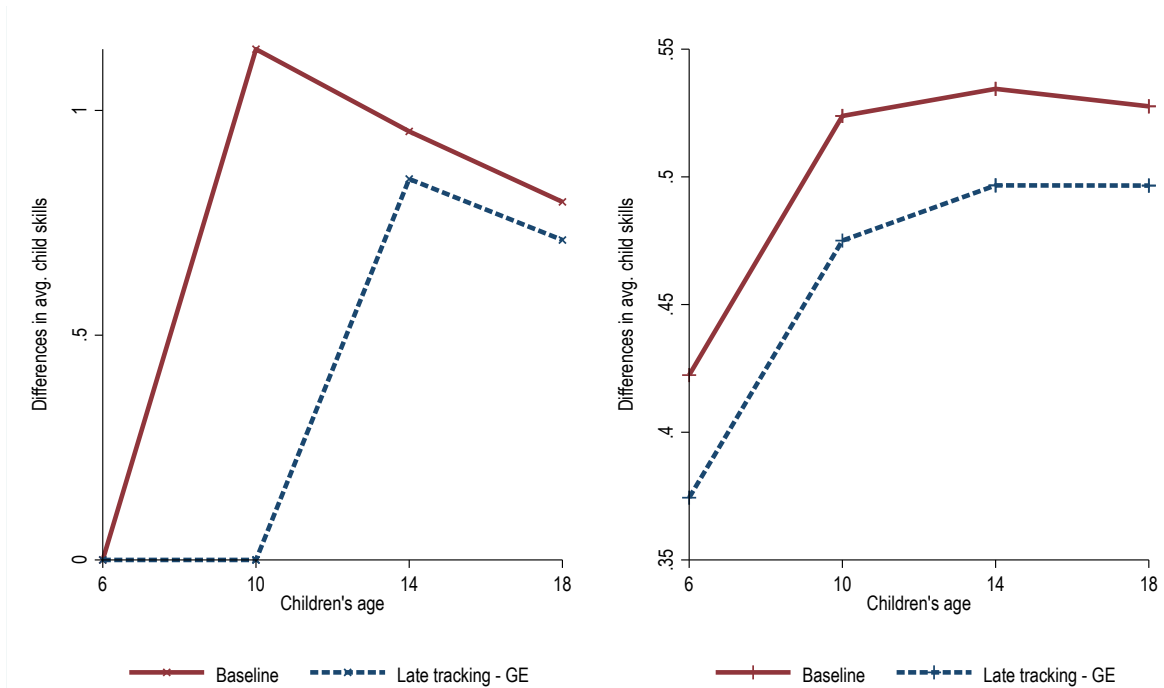 Differences in avg. child skills
1
.5
0
6 10 14 18
Children's age
Baseline Late tracking - GE
Differences in avg. child skills
.55
.5
.45
.4
.35
6 10 14 18
Children's age
Baseline Late tracking - GE